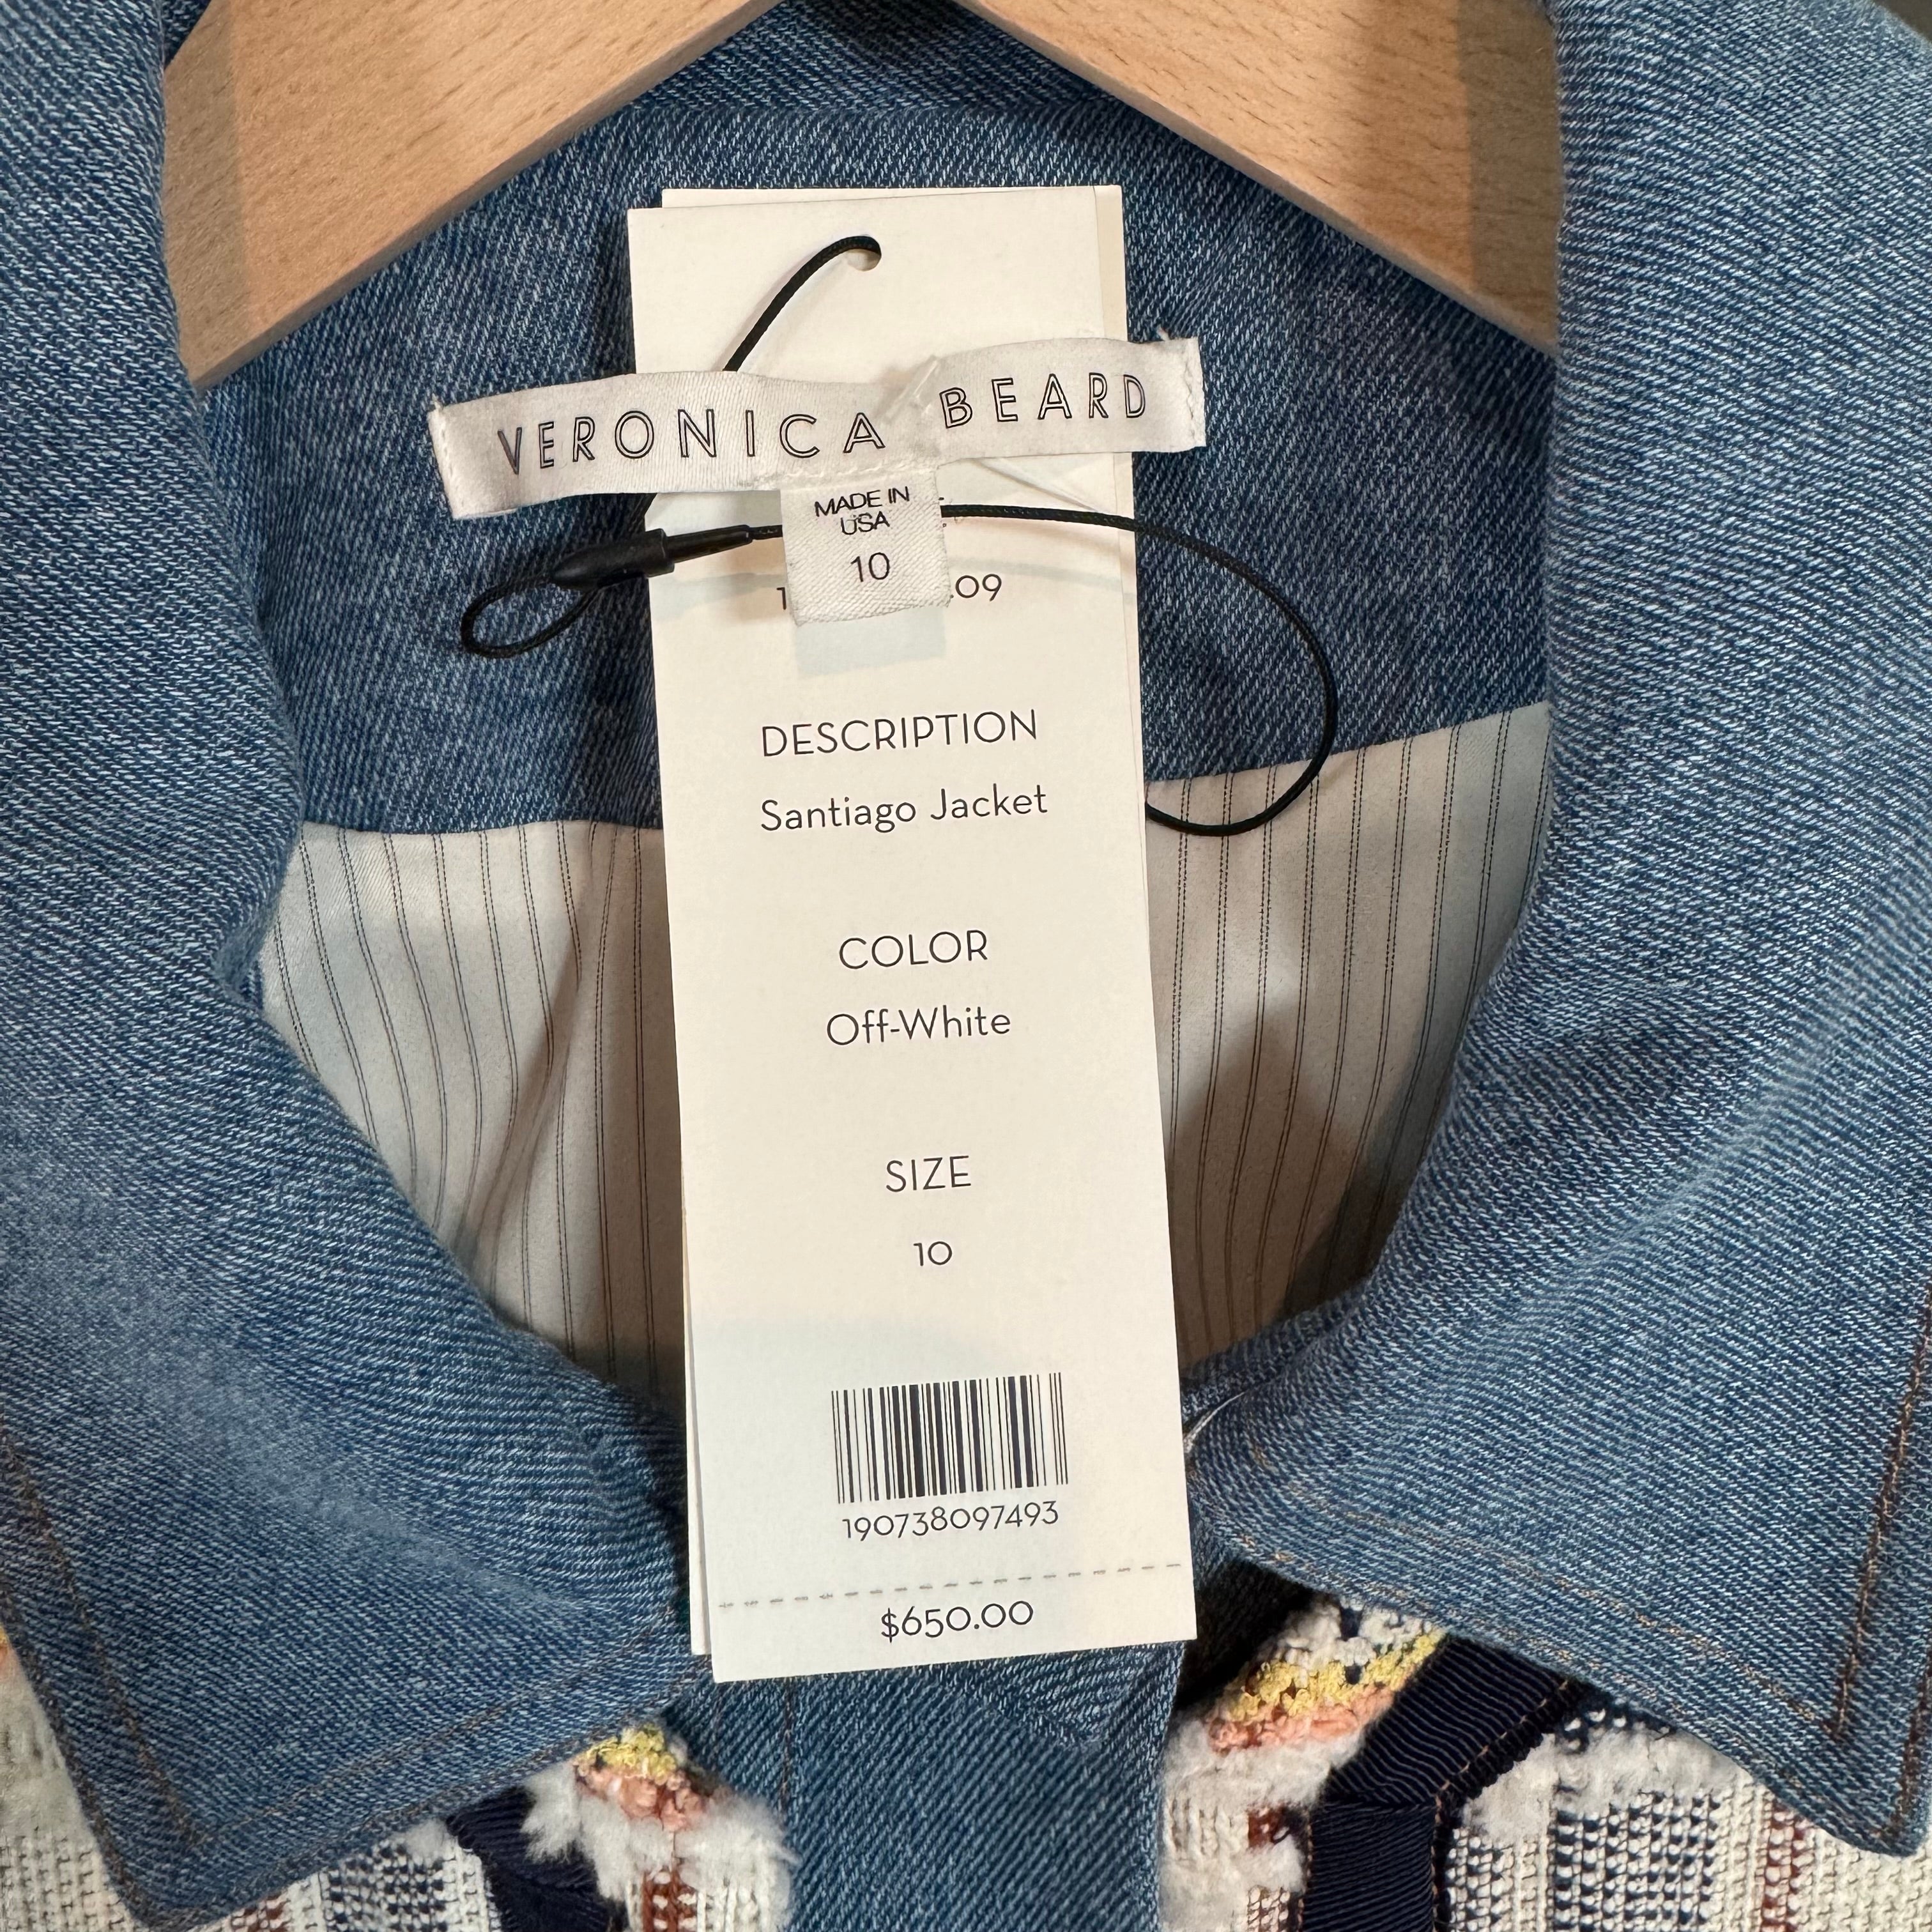 VERONICA BEARD
MADE IN
USA
10
DESCRIPTION
Santiago Jacket
COLOR
Off-White
SIZE
10
190738097493
$650.00